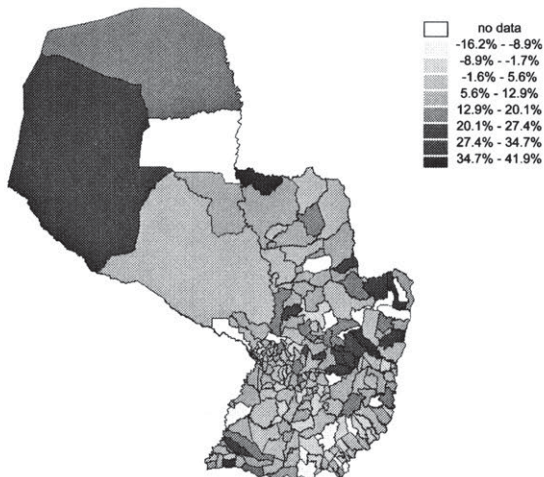 no data
-16.2% - -8.9%
-8.9% - -1.7%
-1.6% - 5.6%
5.6% - 12.9%
12.9% - 20.1%
20.1% - 27.4%
27.4% - 34.7%
34.7% - 41.9%